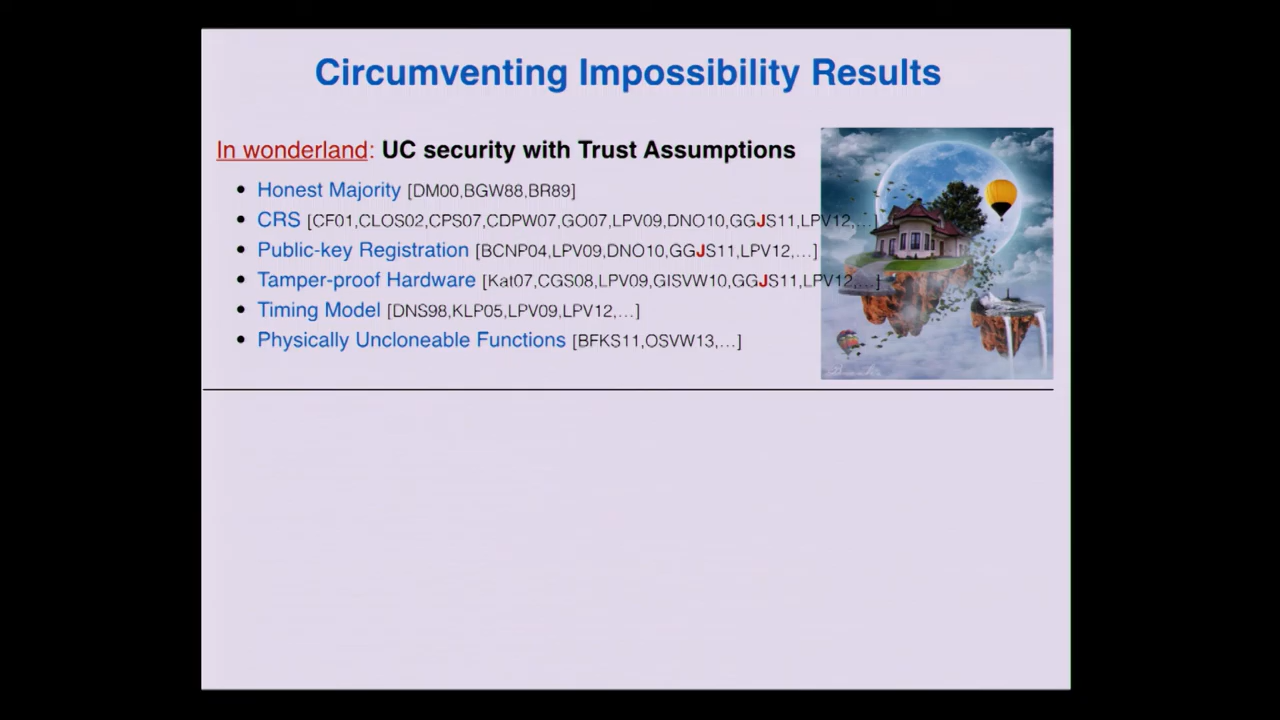 Circumventing Impossibility Results
In wonderland: UC security with Trust Assumptions
• Honest Majority [DM00,BGW88,BR89]
• CRS [CF01,CLOS02,CPS07,CDPW07,GO07,LPV09,DNO10,GGJS11,LPV12,…]
• Public-key Registration [BCNP04,LPV09,DNO10,GGJS11,LPV12,…]
• Tamper-proof Hardware [Kat07,CGS08,LPV09,GISVW10,GGJS11,LPV12,…]
• Timing Model [DNS98,KLP05,LPV09,LPV12,…]
• Physically Uncloneable Functions [BFKS11,OSVW13,…]